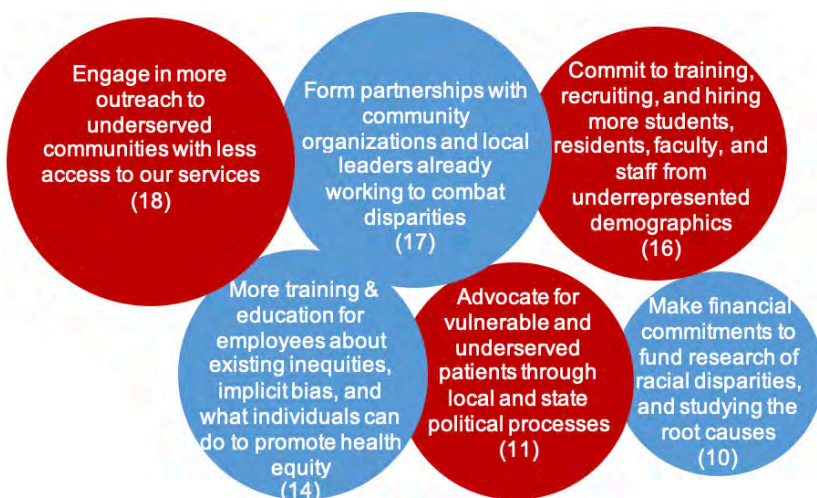 Engage in more
outreach to
underserved
communities with less
access to our services
(18)
Form partnerships with
community
organizations and local
leaders already
working to combat
disparities
(17)
Commit to training,
recruiting, and hiring
more students,
residents, faculty, and
staff from
underrepresented
demographics
(16)
More training &
education for
employees about
existing inequities,
implicit bias, and
what individuals can
do to promote health
equity
(14)
Advocate for
vulnerable and
underserved
patients through
local and state
political processes
(11)
Make financial
commitments to
fund research of
racial disparities,
and studying the
root causes
(10)